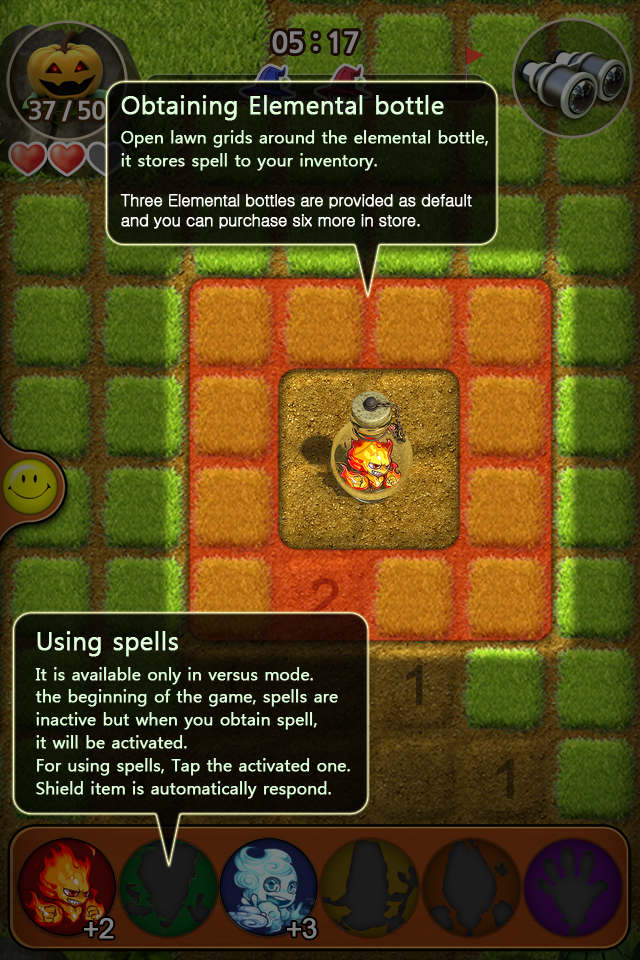 05:17
37 / 50
Obtaining Elemental bottle
Open lawn grids around the elemental bottle,
it stores spell to your inventory.
Three Elemental bottles are provided as default
and you can purchase six more in store.
2
Using spells
It is available only in versus mode.
the beginning of the game, spells are
inactive but when you obtain spell,
it will be activated.
For using spells, Tap the activated one.
Shield item is automatically respond.
1
1
+2
+3